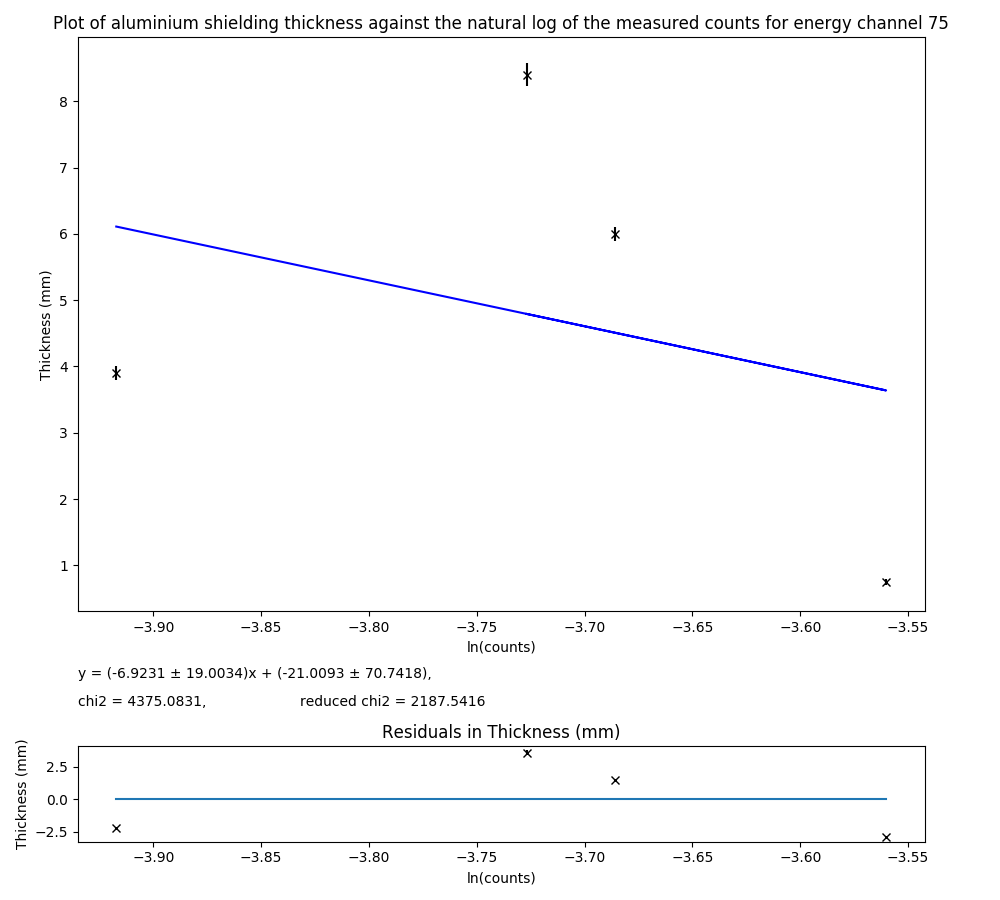 Plot of aluminium shielding thickness against the natural log of the measured counts for energy channel 75
Thickness (mm)
8
7
6
5
4
3
2
1
−3.90 −3.85 −3.80 −3.75 −3.70 −3.65 −3.60 −3.55
ln(counts)
y = (-6.9231 ± 19.0034)x + (-21.0093 ± 70.7418),
chi2 = 4375.0831, reduced chi2 = 2187.5416
Residuals in Thickness (mm)
Thickness (mm)
2.5
0.0
−2.5
−3.90 −3.85 −3.80 −3.75 −3.70 −3.65 −3.60 −3.55
ln(counts)